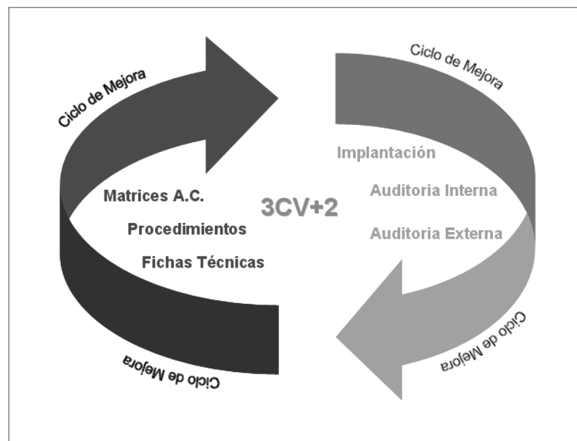 Ciclo de Mejora
Ciclo de Mejora
Implantación
Matrices A.C.
Auditoria Interna
3CV+2
Procedimientos
Auditoria Externa
Fichas Técnicas
Ciclo de Mejora
Ciclo de Mejora